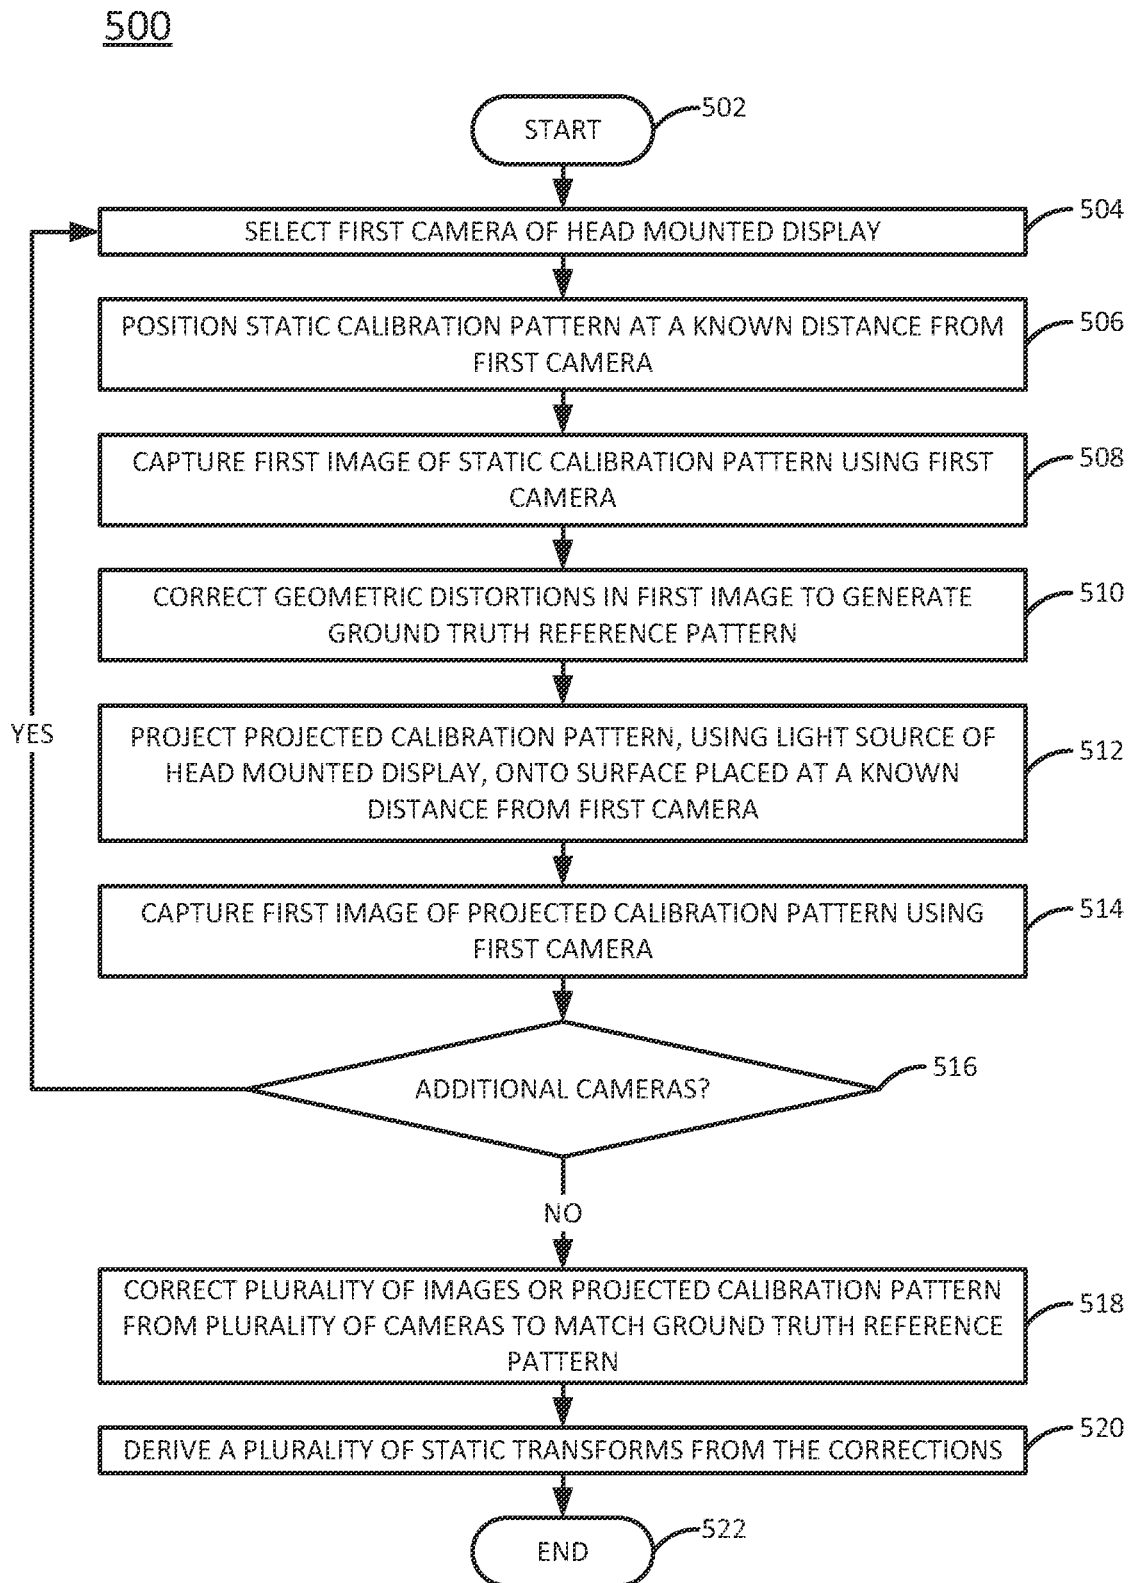 500
START
502
SELECT FIRST CAMERA OF HEAD MOUNTED DISPLAY
504
POSITION STATIC CALIBRATION PATTERN AT A KNOWN DISTANCE FROM
FIRST CAMERA
506
CAPTURE FIRST IMAGE OF STATIC CALIBRATION PATTERN USING FIRST
CAMERA
508
CORRECT GEOMETRIC DISTORTIONS IN FIRST IMAGE TO GENERATE
GROUND TRUTH REFERENCE PATTERN
510
YES
PROJECT PROJECTED CALIBRATION PATTERN, USING LIGHT SOURCE OF
HEAD MOUNTED DISPLAY, ONTO SURFACE PLACED AT A KNOWN
DISTANCE FROM FIRST CAMERA
512
CAPTURE FIRST IMAGE OF PROJECTED CALIBRATION PATTERN USING
FIRST CAMERA
514
ADDITIONAL CAMERAS?
516
NO
CORRECT PLURALITY OF IMAGES OR PROJECTED CALIBRATION PATTERN
FROM PLURALITY OF CAMERAS TO MATCH GROUND TRUTH REFERENCE
PATTERN
518
DERIVE A PLURALITY OF STATIC TRANSFORMS FROM THE CORRECTIONS
520
END
522